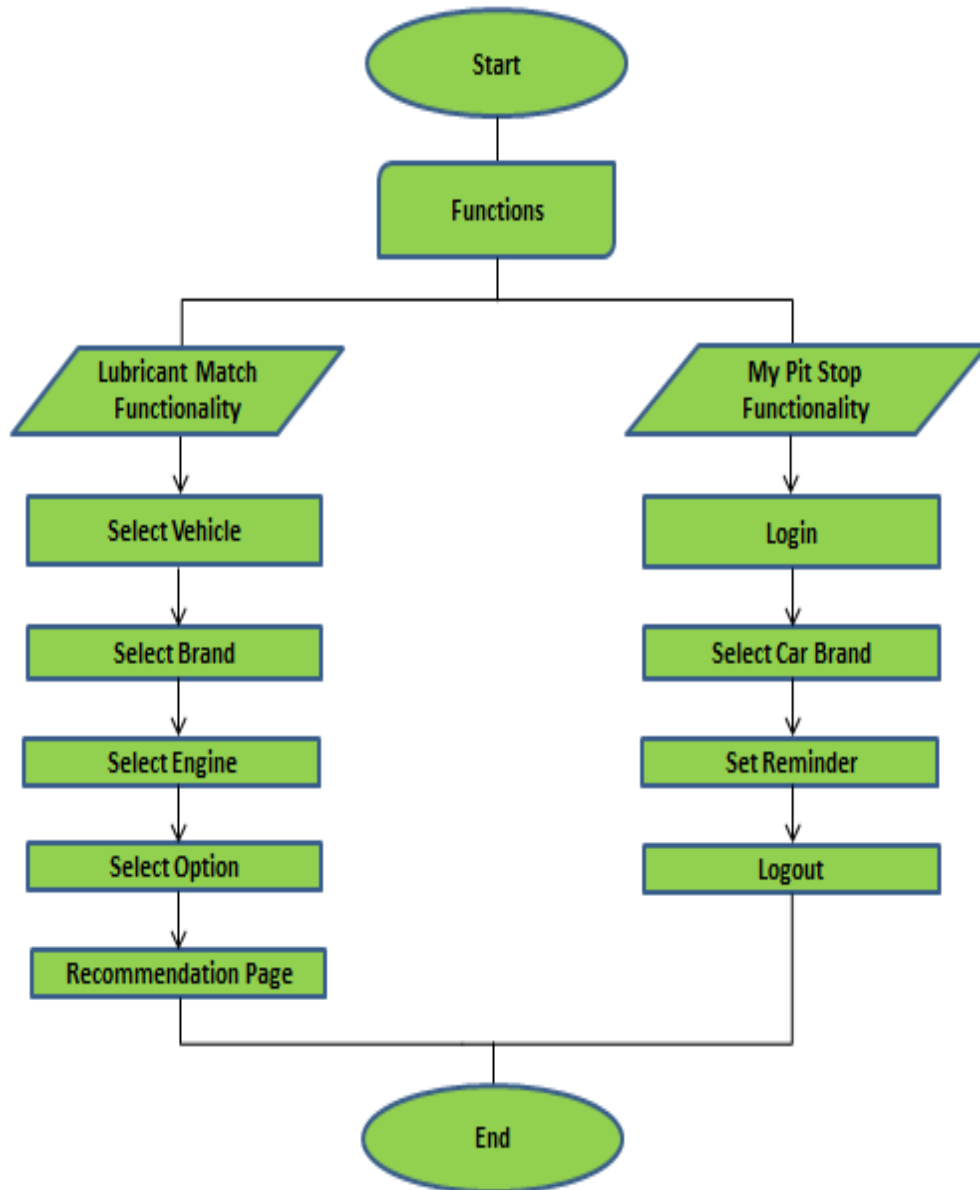 Start
Functions
Lubricant Match
Functionality
Select Vehicle
Select Brand
Select Engine
Select Option
Recommendation Page
My Pit Stop
Functionality
Login
Select Car Brand
Set Reminder
Logout
End